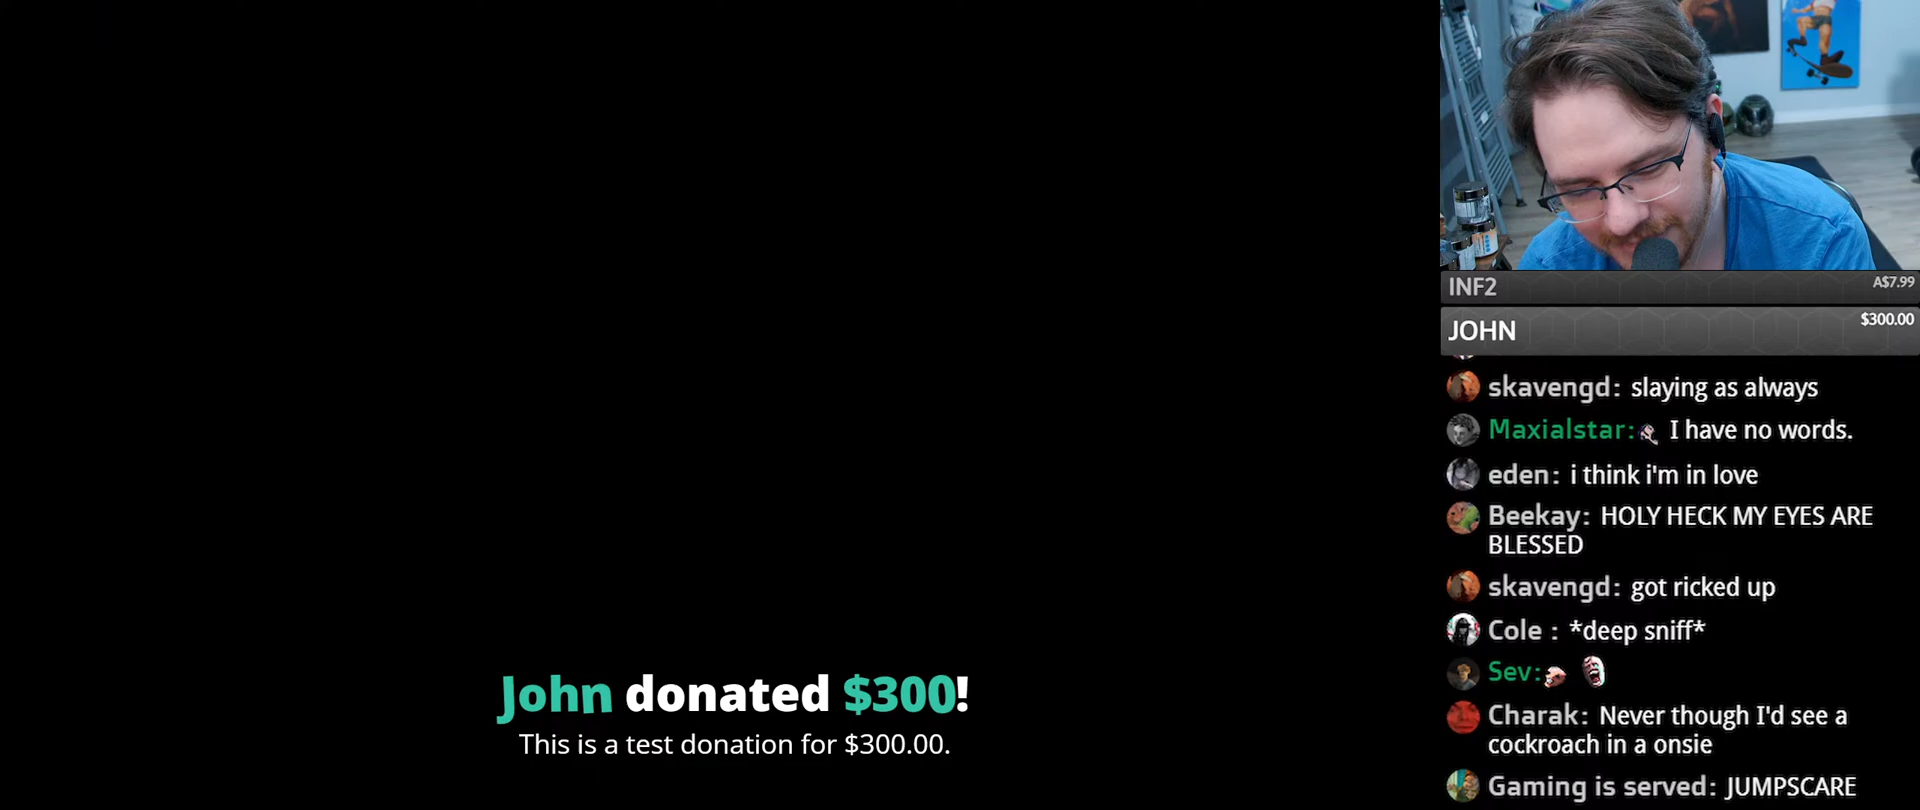 John donated $300!
This is a test donation for $300.00.
INF2
A$7.99
JOHN
$300.00
skavengd: slaying as always
Maxialstar: I have no words.
eden: i think i'm in love
Beekay: HOLY HECK MY EYES ARE
BLESSED
skavengd: got ricked up
Cole : *deep sniff*
Sev:
Charak: Never though I'd see a
cockroach in a onsie
Gaming is served: JUMPSCARE